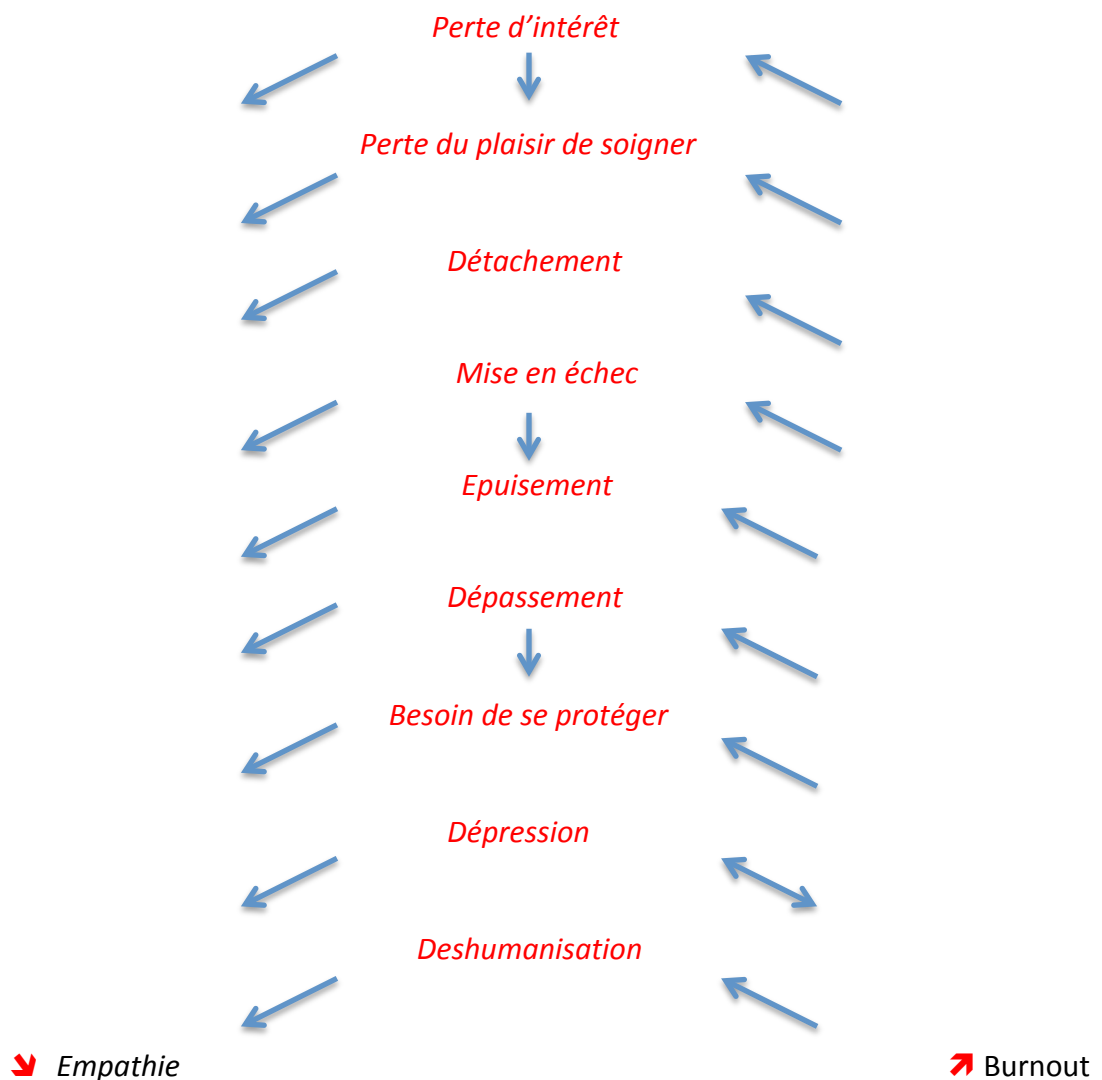 Perte d’intérêt
Perte du plaisir de soigner
Détachement
Mise en échec
Epuisement
Dépassement
Besoin de se protéger
Dépression
Deshumanisation
Empathie
Burnout